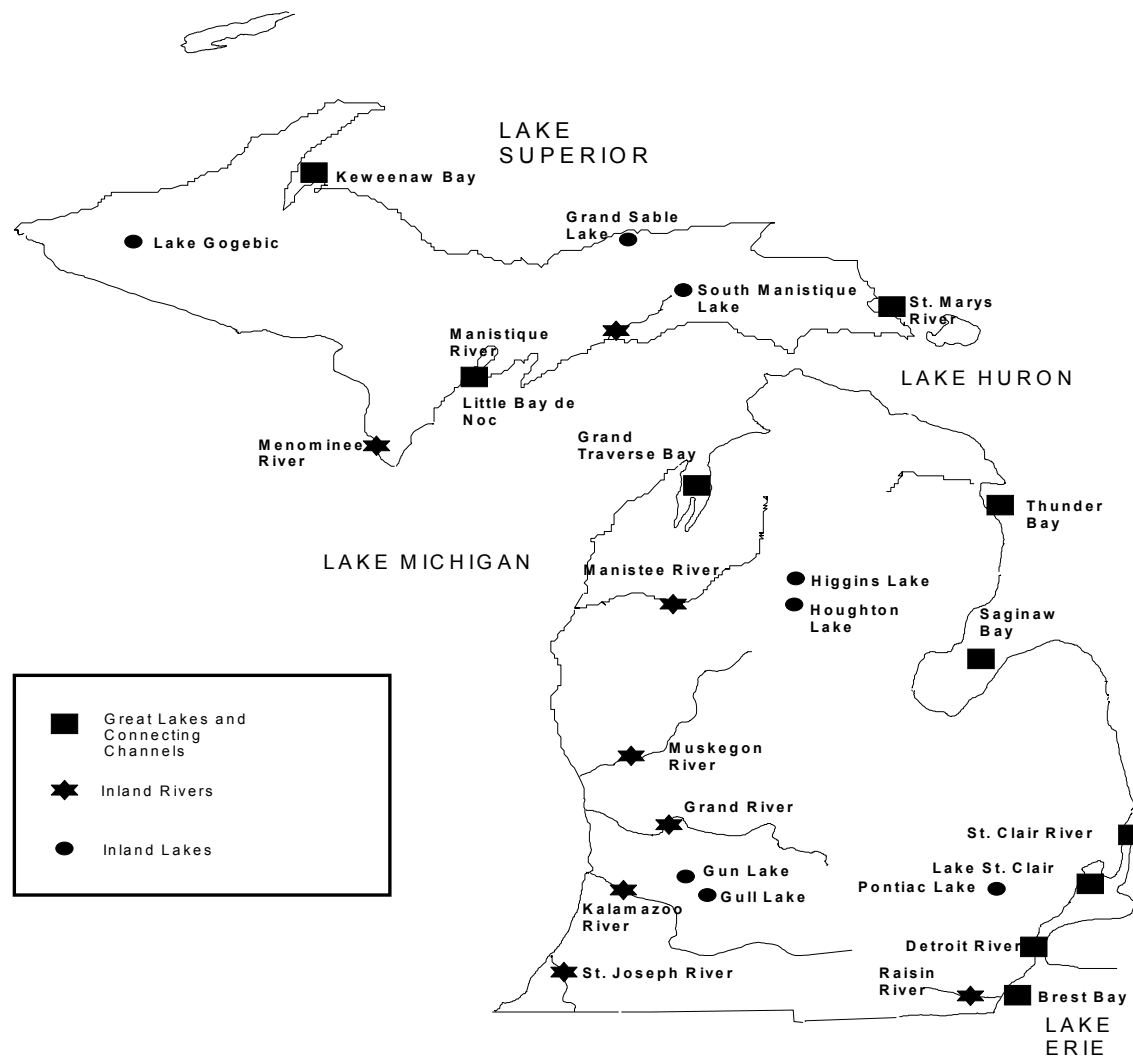 LAKE
SUPERIOR
Keweenaw Bay
Grand Sable
Lake
Lake Gogebic
South Manistique
Lake
St. Marys
River
Manistique
River
LAKE HURON
Little Bay de
Noc
Menominee
River
Grand
Traverse Bay
Thunder
Bay
LAKE MICHIGAN
Manistee River
Higgins Lake
Houghton
Lake
Saginaw
Bay
Great Lakes and
Connecting
Channels
Inland Rivers
Inland Lakes
Muskegon
River
Grand River
St. Clair River
Gun Lake
Lake St. Clair
Pontiac Lake
Gull Lake
Kalamazoo
River
Detroit River
St. Joseph River
Raisin
River
Brest Bay
LAKE
ERIE